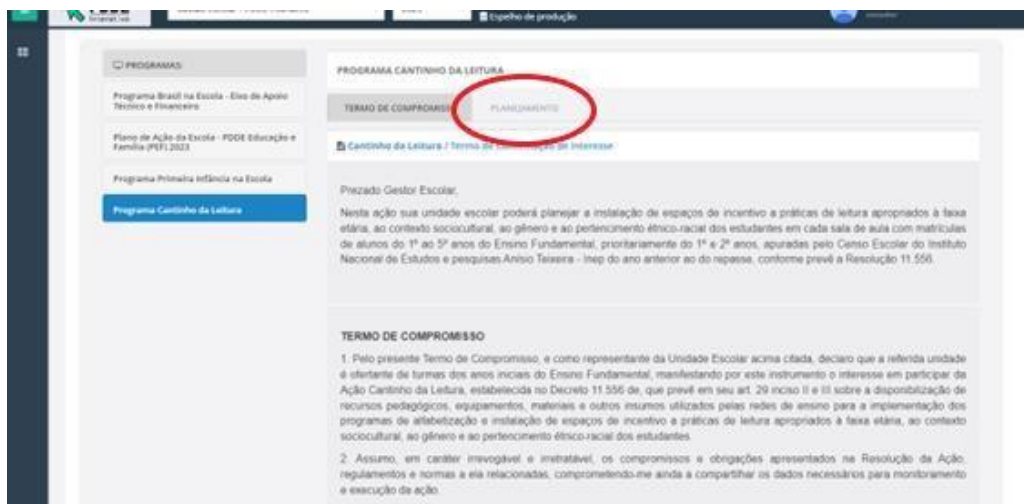 Interativo
Espelho de produção
PROGRAMAS
Programa Brasil na Escola - Eixo de Apoio
Técnico e Financeiro
Plano de Ação da Escola - PDDE Educação e
Família (PEF) 2023
Programa Primeira Infância na Escola
Programa Cantinho da Leitura
PROGRAMA CANTINHO DA LEITURA
TERMO DE COMPROMISSO
PLANEJAMENTO
Cantinho da Leitura / Termo de Confirmação de Interesse
Prezado Gestor Escolar,
Nesta ação sua unidade escolar poderá planejar a instalação de espaços de incentivo a práticas de leitura apropriados à faixa
etária, ao contexto sociocultural, ao gênero e ao pertencimento étnico-racial dos estudantes em cada sala de aula com matrículas
de alunos do 1º ao 5º anos do Ensino Fundamental, prioritariamente do 1º e 2º anos, apuradas pelo Censo Escolar do Instituto
Nacional de Estudos e pesquisas Anísio Teixeira - Inep do ano anterior ao do repasse, conforme prevê a Resolução 11.556.
TERMO DE COMPROMISSO
1. Pelo presente Termo de Compromisso, e como representante da Unidade Escolar acima citada, declaro que a referida unidade
é ofertante de turmas dos anos iniciais do Ensino Fundamental, manifestando por este instrumento o interesse em participar da
Ação Cantinho da Leitura, estabelecida no Decreto 11.556 de, que prevê em seu art. 29 inciso II e III sobre a disponibilização de
recursos pedagógicos, equipamentos, materiais e outros insumos utilizados pelas redes de ensino para a implementação dos
programas de alfabetização e instalação de espaços de incentivo a práticas de leitura apropriados à faixa etária, ao contexto
sociocultural, ao gênero e ao pertencimento étnico-racial dos estudantes.
2. Assumo, em caráter irrevogável e irretratável, os compromissos e obrigações apresentados na Resolução da Ação,
regulamentos e normas a ela relacionadas, comprometendo-me ainda a compartilhar os dados necessários para monitoramento
e execução da ação.